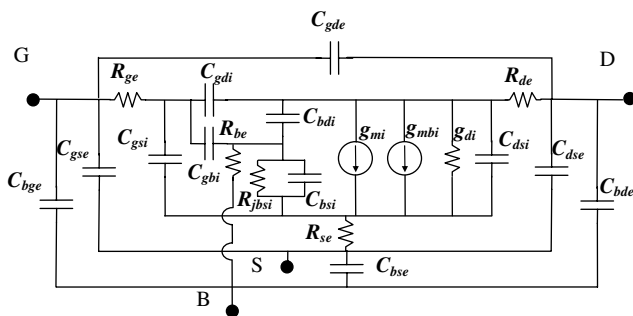 C_gde
G
D
R_ge
C_gdi
R_de
C_bdi
R_be
g_mi
g_mbi
g_di
C_gsi
C_gse
C_dsi
C_dse
C_gbi
C_bge
C_bde
R_jbsi
C_bsi
R_se
S
C_bse
B